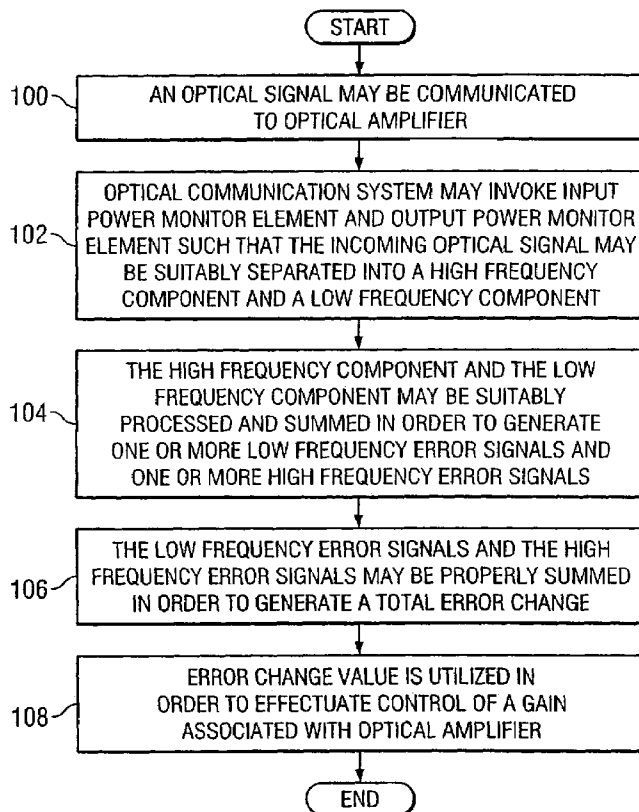 START
100
AN OPTICAL SIGNAL MAY BE COMMUNICATED
TO OPTICAL AMPLIFIER
102
OPTICAL COMMUNICATION SYSTEM MAY INVOKE INPUT
POWER MONITOR ELEMENT AND OUTPUT POWER MONITOR
ELEMENT SUCH THAT THE INCOMING OPTICAL SIGNAL MAY
BE SUITABLY SEPARATED INTO A HIGH FREQUENCY
COMPONENT AND A LOW FREQUENCY COMPONENT
104
THE HIGH FREQUENCY COMPONENT AND THE LOW
FREQUENCY COMPONENT MAY BE SUITABLY
PROCESSED AND SUMMED IN ORDER TO GENERATE
ONE OR MORE LOW FREQUENCY ERROR SIGNALS AND
ONE OR MORE HIGH FREQUENCY ERROR SIGNALS
106
THE LOW FREQUENCY ERROR SIGNALS AND THE HIGH
FREQUENCY ERROR SIGNALS MAY BE PROPERLY SUMMED
IN ORDER TO GENERATE A TOTAL ERROR CHANGE
108
ERROR CHANGE VALUE IS UTILIZED IN
ORDER TO EFFECTUATE CONTROL OF A GAIN
ASSOCIATED WITH OPTICAL AMPLIFIER
END